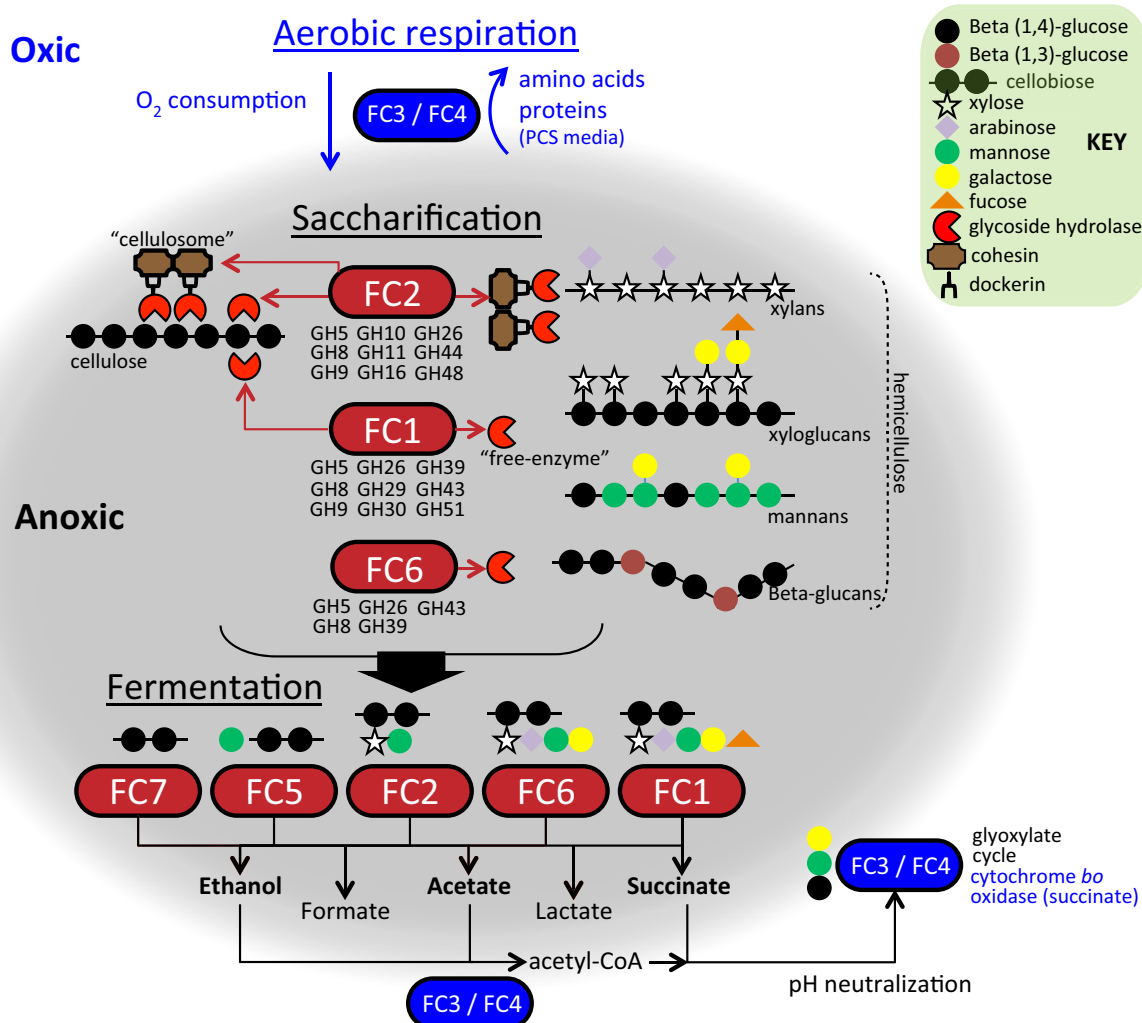 Oxic
Aerobic respiration
O2 consumption
FC3 / FC4
amino acids
proteins
(PCS media)
Beta (1,4)-glucose
Beta (1,3)-glucose
cellobiose
xylose
arabinose
KEY
mannose
galactose
fucose
glycoside hydrolase
cohesin
dockerin
Saccharification
“cellulosome”
FC2
GH5 GH10 GH26
GH8 GH11 GH44
GH9 GH16 GH48
cellulose
xylans
FC1
“free-enzyme”
GH5 GH26 GH39
GH8 GH29 GH43
GH9 GH30 GH51
xyloglucans
hemicellulose
mannans
Anoxic
FC6
GH5 GH26 GH43
GH8 GH39
Beta-glucans
Fermentation
FC7
FC5
FC2
FC6
FC1
Ethanol
Acetate
Succinate
Formate
Lactate
glyoxylate
cycle
FC3 / FC4
cytochrome bo
oxidase (succinate)
acetyl-CoA
FC3 / FC4
pH neutralization